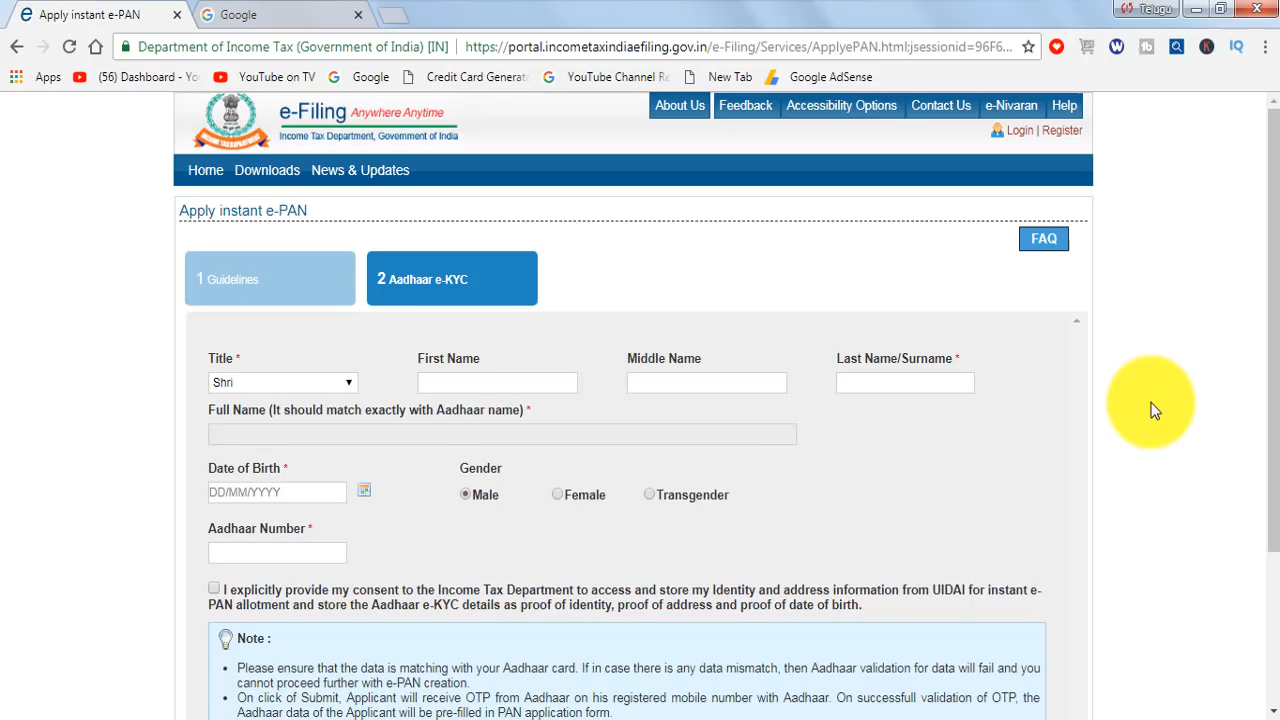 Apply instant e-PAN
Google
Telugu
Department of Income Tax (Government of India) [IN]
https://portal.incometaxindiaefiling.gov.in/e-Filing/Services/ApplyePAN.html;jsessionid=96F6...
IQ
Apps
(56) Dashboard - Yo
YouTube on TV
Google
Credit Card Generat
YouTube Channel Re
New Tab
Google AdSense
e-Filing Anywhere Anytime
Income Tax Department, Government of India
About Us
Feedback
Accessibility Options
Contact Us
e-Nivaran
Help
Login | Register
Home
Downloads
News & Updates
Apply instant e-PAN
FAQ
1 Guidelines
2 Aadhaar e-KYC
Title *
First Name
Middle Name
Last Name/Surname *
Shri
Full Name (It should match exactly with Aadhaar name) *
Date of Birth *
Gender
DD/MM/YYYY
Male
Female
Transgender
Aadhaar Number *
I explicitly provide my consent to the Income Tax Department to access and store my Identity and address information from UIDAI for instant e-
PAN allotment and store the Aadhaar e-KYC details as proof of identity, proof of address and proof of date of birth.
Note :
• Please ensure that the data is matching with your Aadhaar card. If in case there is any data mismatch, then Aadhaar validation for data will fail and you
cannot proceed further with e-PAN creation.
• On click of Submit, Applicant will receive OTP from Aadhaar on his registered mobile number with Aadhaar. On successfull validation of OTP, the
Aadhaar data of the Applicant will be pre-filled in PAN application form.